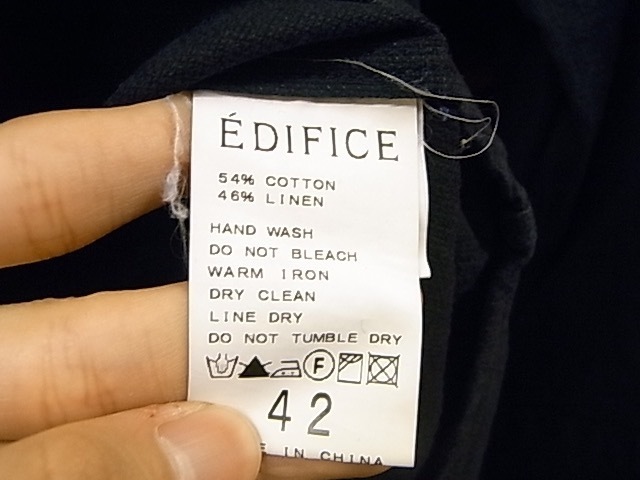 ÉDIFICE
54% COTTON
46% LINEN
HAND WASH
DO NOT BLEACH
WARM IRON
DRY CLEAN
LINE DRY
DO NOT TUMBLE DRY
F
42
IN CHINA